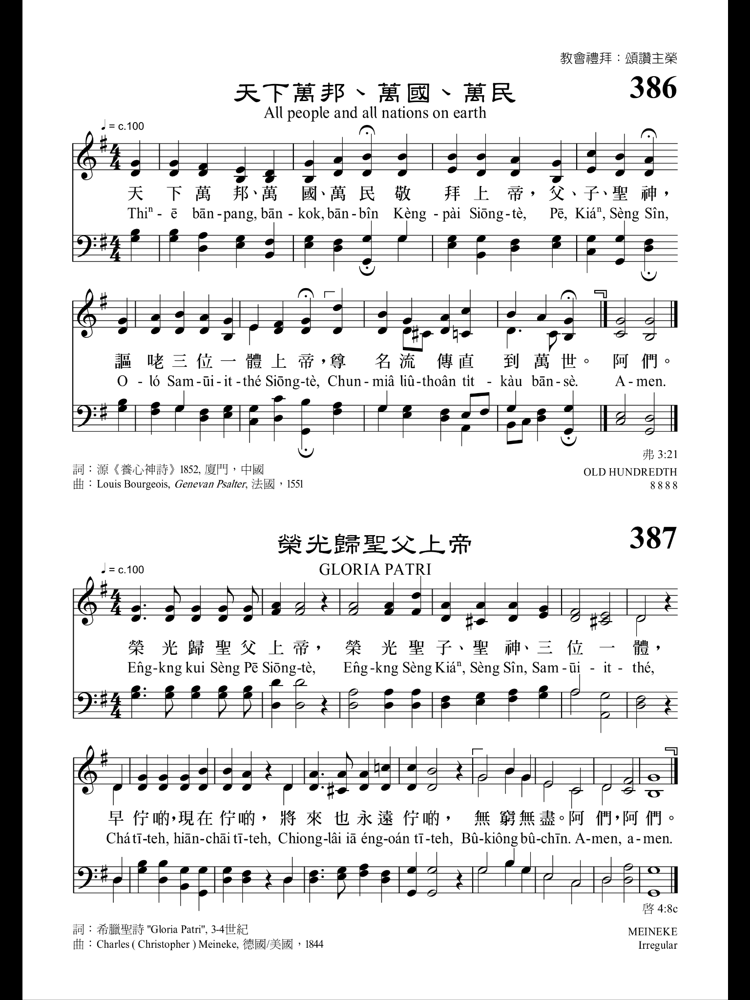 教會禮拜：頌讚主榮
386
天下萬邦、萬國、萬民
All people and all nations on earth
♩ = c.100
天 下 萬 邦、萬 國、萬 民 敬 拜 上 帝，父、子、聖 神，
Thiⁿ - ē bān - pang, bān - kok, bān - bîn Kèng - pài Siōng - tè, Pē, Kiáⁿ, Sèng Sîn,
謳 咾 三 位 一 體 上 帝，尊 名 流 傳 直 到 萬 世。 阿 們。
O - ló Sam - ūi - it - thé Siōng - tè, Chun - miâ liû - thoân ti̍t - kàu bān - sè. A - men.
弗 3:21
詞：源《養心神詩》1852, 廈門，中國
OLD HUNDREDTH
曲：Louis Bourgeois, Genevan Psalter, 法國，1551
8 8 8 8
387
榮光歸聖父上帝
♩ = c.100
GLORIA PATRI
榮 光 歸 聖 父 上 帝， 榮 光 聖 子、聖 神、三 位 一 體，
En̂g - kng kui Sèng Pē Siōng - tè, En̂g - kng Sèng Kiáⁿ, Sèng Sîn, Sam - ūi - it - thé,
早 佇 啲，現 在 佇 啲， 將 來 也 永 遠 佇 啲， 無 窮 無 盡。阿 們，阿 們。
Chá tī - teh, hiān - chāi tī - teh, Chiong - lâi iā éng - oán tī - teh, Bû - kiông bû - chīn. A - men, a - men.
啓 4:8c
詞：希臘聖詩 "Gloria Patri", 3-4世紀
MEINEKE
曲：Charles ( Christopher ) Meineke, 德國/美國，1844
Irregular